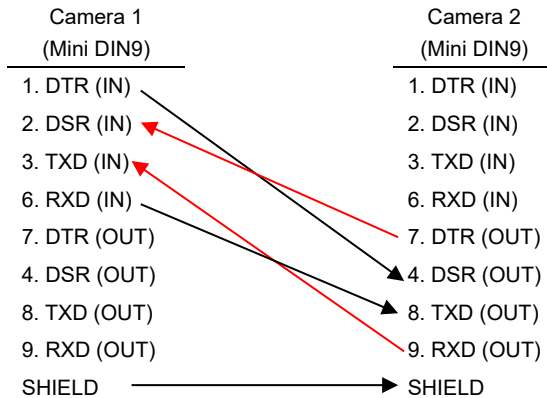 Camera 1
(Mini DIN9)
1. DTR (IN)
2. DSR (IN)
3. TXD (IN)
6. RXD (IN)
7. DTR (OUT)
4. DSR (OUT)
8. TXD (OUT)
9. RXD (OUT)
SHIELD
Camera 2
(Mini DIN9)
1. DTR (IN)
2. DSR (IN)
3. TXD (IN)
6. RXD (IN)
7. DTR (OUT)
4. DSR (OUT)
8. TXD (OUT)
9. RXD (OUT)
SHIELD